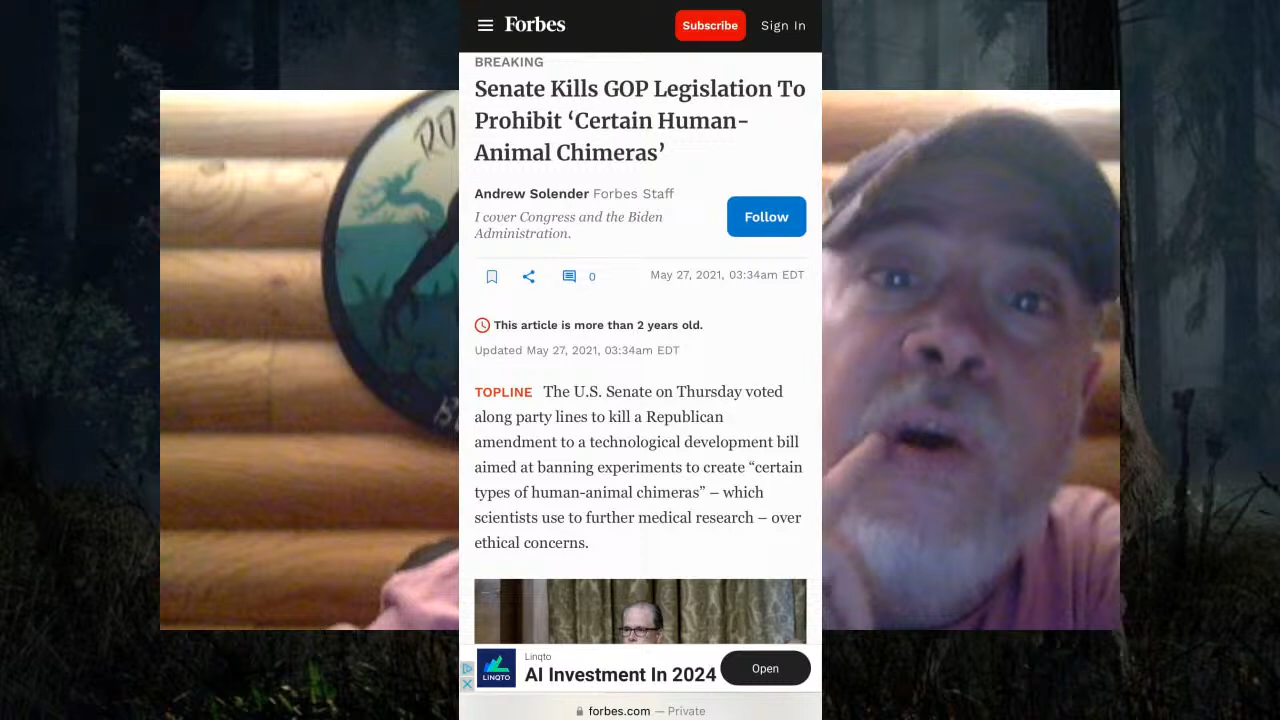 Forbes
Subscribe
Sign In
BREAKING
Senate Kills GOP Legislation To
Prohibit ‘Certain Human-
Animal Chimeras’
Andrew Solender Forbes Staff
I cover Congress and the Biden
Administration.
Follow
0
May 27, 2021, 03:34am EDT
This article is more than 2 years old.
Updated May 27, 2021, 03:34am EDT
TOPLINE The U.S. Senate on Thursday voted
along party lines to kill a Republican
amendment to a technological development bill
aimed at banning experiments to create “certain
types of human-animal chimeras” – which
scientists use to further medical research – over
ethical concerns.
LINQTO
Linqto
AI Investment In 2024
Open
forbes.com — Private
RO